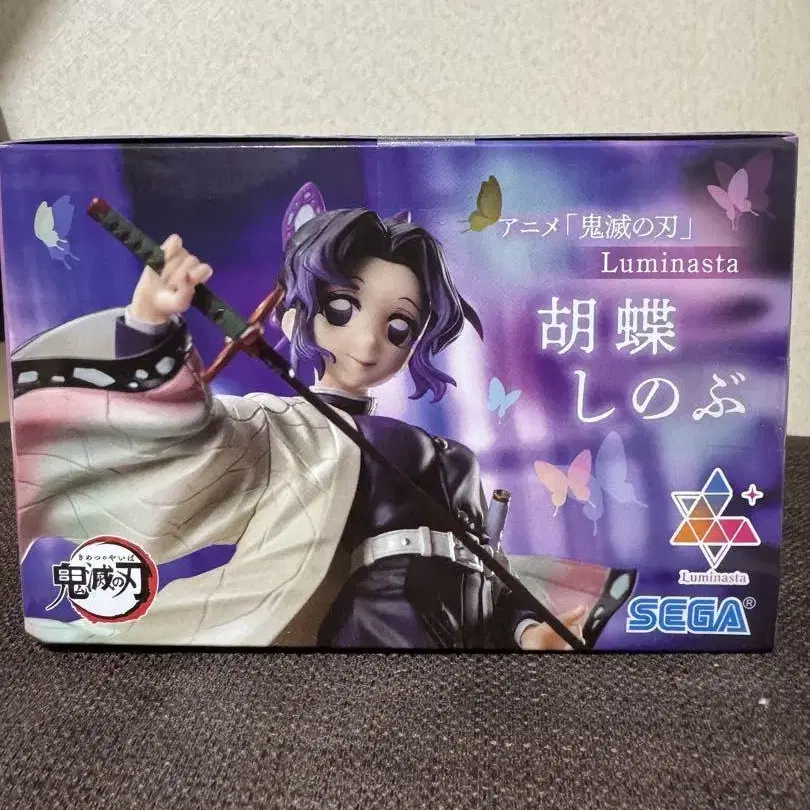 アニメ「鬼滅の刃」
Luminasta
胡蝶
しのぶ
Luminasta
SEGA®
きめつのやいば
鬼滅の刃